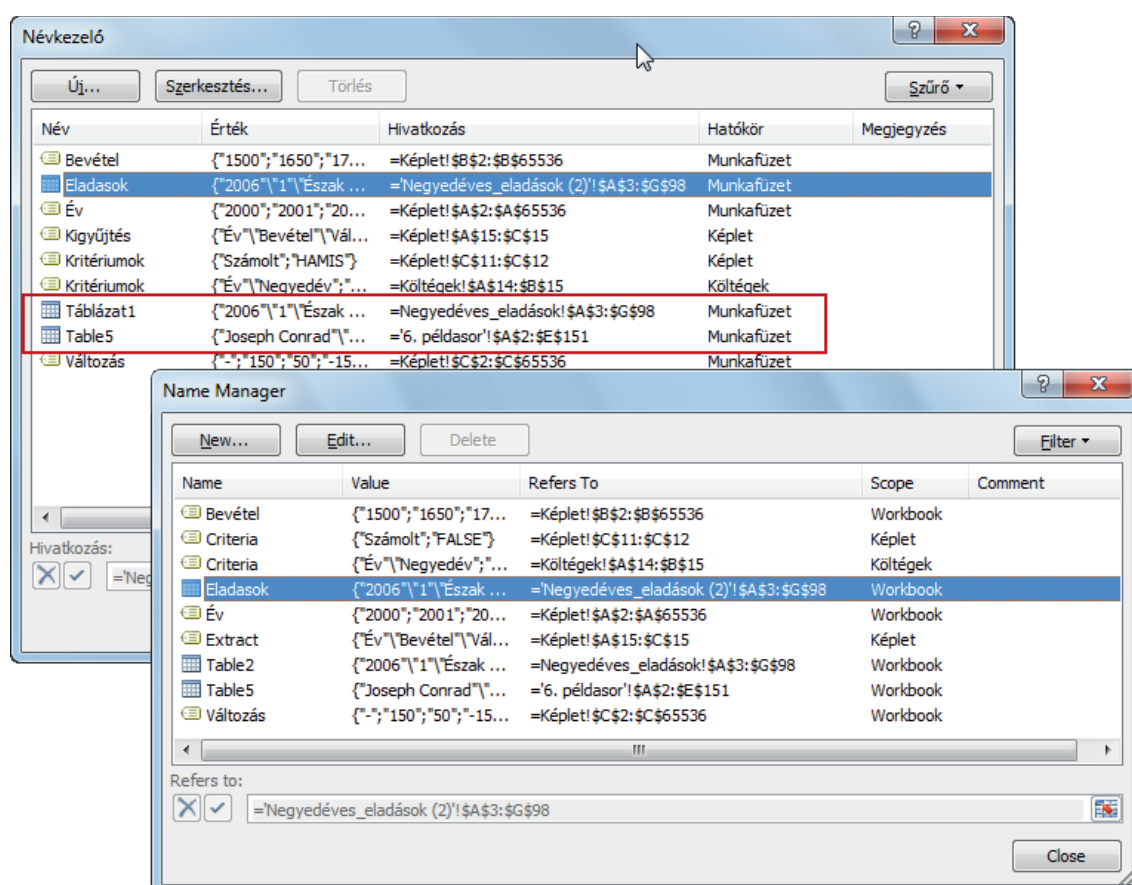 Névkezelő
Új... Szerkesztés... Törlés Szűrő
Név Érték Hivatkozás Hatókör Megjegyzés
Bevétel {"1500";"1650";"17... =Képlet!$B$2:$B$65536 Munkafüzet
Eladasok {"2006"\"1"\"Észak ... ='Negyedéves_eladások (2)'!$A$3:$G$98 Munkafüzet
Év {"2000";"2001";"20... =Képlet!$A$2:$A$65536 Munkafüzet
Kigyűjtés {"Év"\"Bevétel"\"Vál... =Képlet!$A$15:$C$15 Képlet
Kritériumok {"Számolt";"HAMIS"} =Képlet!$C$11:$C$12 Képlet
Kritériumok {"Év"\"Negyedév";"... =Költégek!$A$14:$B$15 Költégek
Táblázat1 {"2006"\"1"\"Észak ... =Negyedéves_eladások!$A$3:$G$98 Munkafüzet
Table5 {"Joseph Conrad"\"... ='6. példasor'!$A$2:$E$151 Munkafüzet
Változás {"-";"150";"50";"-15... =Képlet!$C$2:$C$65536 Munkafüzet
Hivatkozás:
='Neg
Name Manager
New... Edit... Delete Filter
Name Value Refers To Scope Comment
Bevétel {"1500";"1650";"17... =Képlet!$B$2:$B$65536 Workbook
Criteria {"Számolt";"FALSE"} =Képlet!$C$11:$C$12 Képlet
Criteria {"Év"\"Negyedév";"... =Költégek!$A$14:$B$15 Költégek
Eladasok {"2006"\"1"\"Észak ... ='Negyedéves_eladások (2)'!$A$3:$G$98 Workbook
Év {"2000";"2001";"20... =Képlet!$A$2:$A$65536 Workbook
Extract {"Év"\"Bevétel"\"Vál... =Képlet!$A$15:$C$15 Képlet
Table2 {"2006"\"1"\"Észak ... =Negyedéves_eladások!$A$3:$G$98 Workbook
Table5 {"Joseph Conrad"\"... ='6. példasor'!$A$2:$E$151 Workbook
Változás {"-";"150";"50";"-15... =Képlet!$C$2:$C$65536 Workbook
Refers to:
='Negyedéves_eladások (2)'!$A$3:$G$98
Close